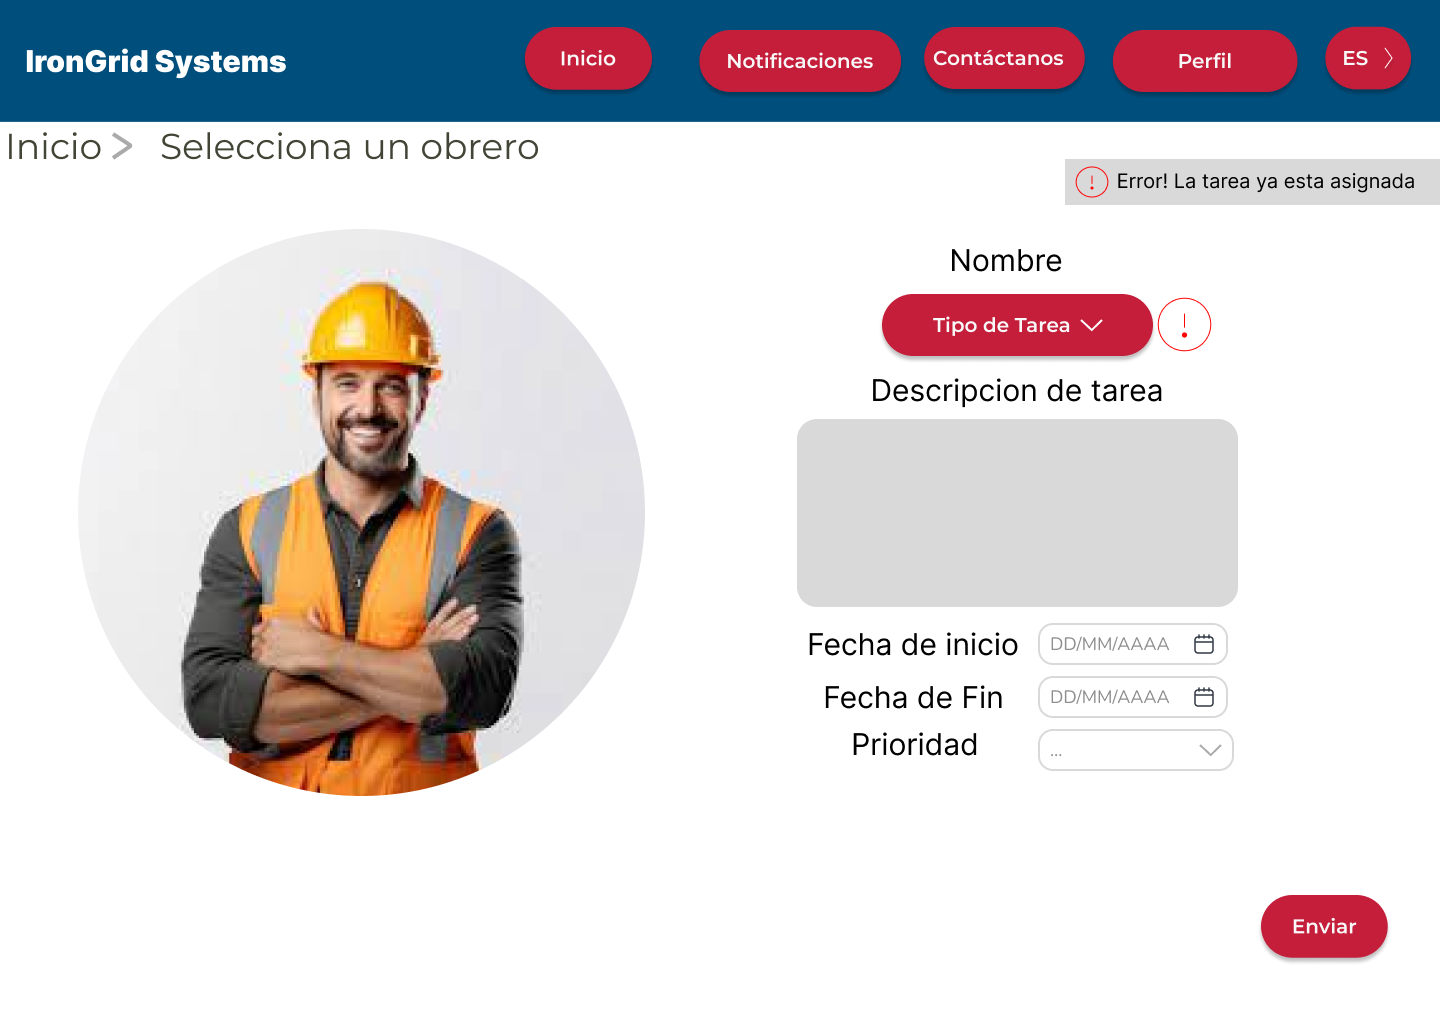 IronGrid Systems
Inicio
Notificaciones
Contáctanos
Perfil
ES
Inicio > Selecciona un obrero
Error! La tarea ya esta asignada
Nombre
Tipo de Tarea
!
Descripcion de tarea
Fecha de inicio DD/MM/AAAA
Fecha de Fin DD/MM/AAAA
Prioridad ...
Enviar